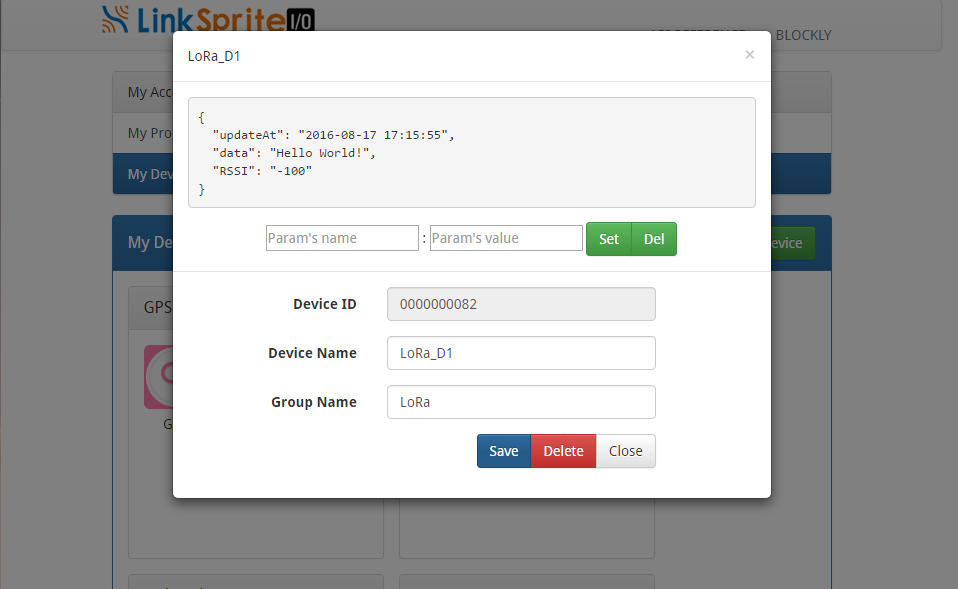 LinkSprite I/O
BLOCKLY
My Acc
My Pro
My Dev
My De
evice
GPS
G
LoRa_D1
×
{
"updateAt": "2016-08-17 17:15:55",
"data": "Hello World!",
"RSSI": "-100"
}
Param's name : Param's value Set Del
Device ID 0000000082
Device Name LoRa_D1
Group Name LoRa
Save Delete Close